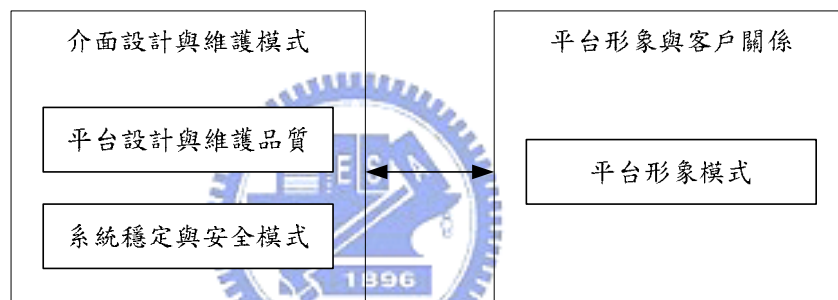 介面設計與維護模式
平台設計與維護品質
系統穩定與安全模式
平台形象與客戶關係
平台形象模式
E S A
1896